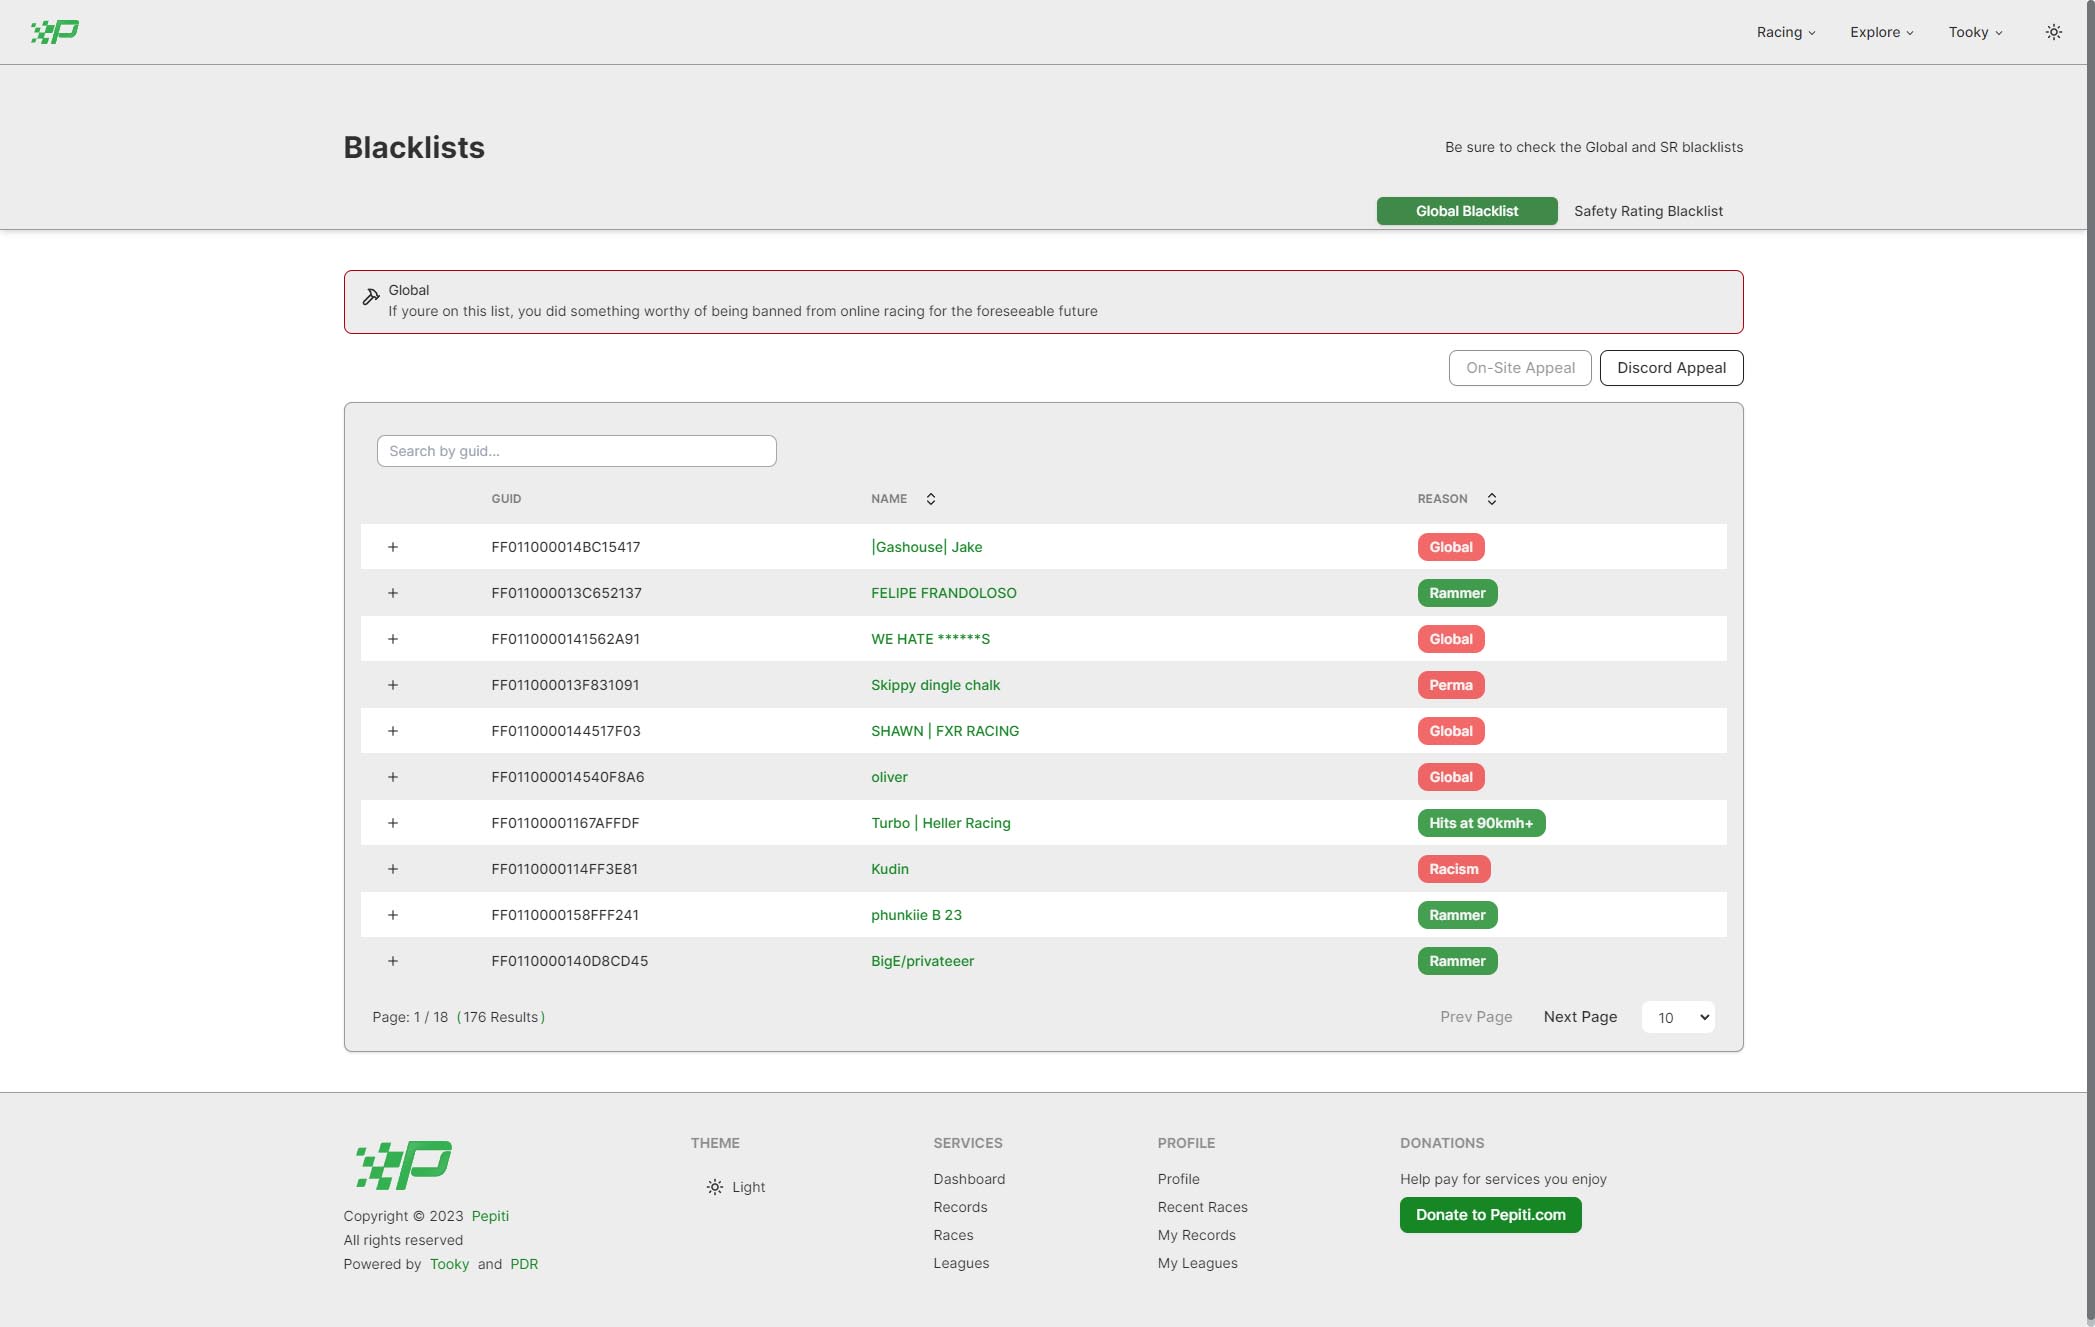 Racing Explore Tooky
Blacklists
Be sure to check the Global and SR blacklists
Global Blacklist Safety Rating Blacklist
Global
If youre on this list, you did something worthy of being banned from online racing for the foreseeable future
On-Site Appeal Discord Appeal
Search by guid...
GUID NAME REASON
+ FF011000014BC15417 |Gashouse| Jake Global
+ FF011000013C652137 FELIPE FRANDOLOSO Rammer
+ FF0110000141562A91 WE HATE ******S Global
+ FF011000013F831091 Skippy dingle chalk Perma
+ FF0110000144517F03 SHAWN | FXR RACING Global
+ FF011000014540F8A6 oliver Global
+ FF01100001167AFFDF Turbo | Heller Racing Hits at 90kmh+
+ FF0110000114FF3E81 Kudin Racism
+ FF0110000158FFF241 phunkiie B 23 Rammer
+ FF0110000140D8CD45 BigE/privateeer Rammer
Page: 1 / 18 (176 Results) Prev Page Next Page 10
P
Copyright © 2023 Pepiti
All rights reserved
Powered by Tooky and PDR
THEME
Light
SERVICES
Dashboard
Records
Races
Leagues
PROFILE
Profile
Recent Races
My Records
My Leagues
DONATIONS
Help pay for services you enjoy
Donate to Pepiti.com